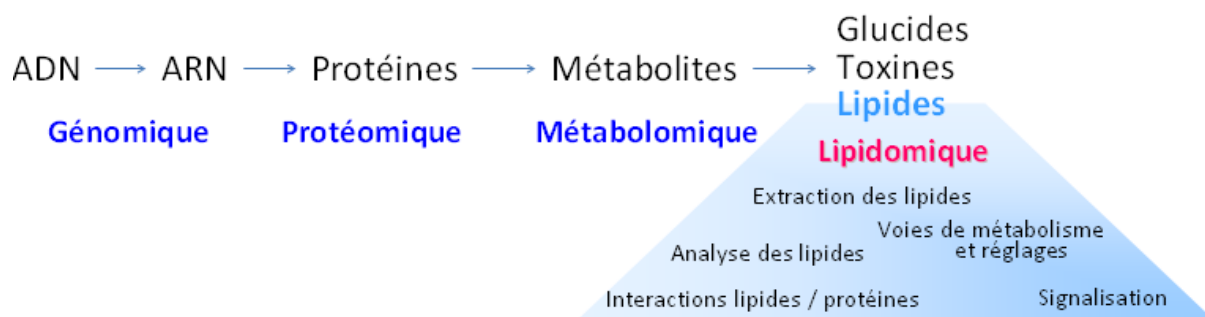 Glucides
ADN → ARN → Protéines → Métabolites → Toxines
Lipides
Génomique Protéomique Métabolomique
Lipidomique
Extraction des lipides
Voies de métabolisme
et réglages
Analyse des lipides
Interactions lipides / protéines
Signalisation